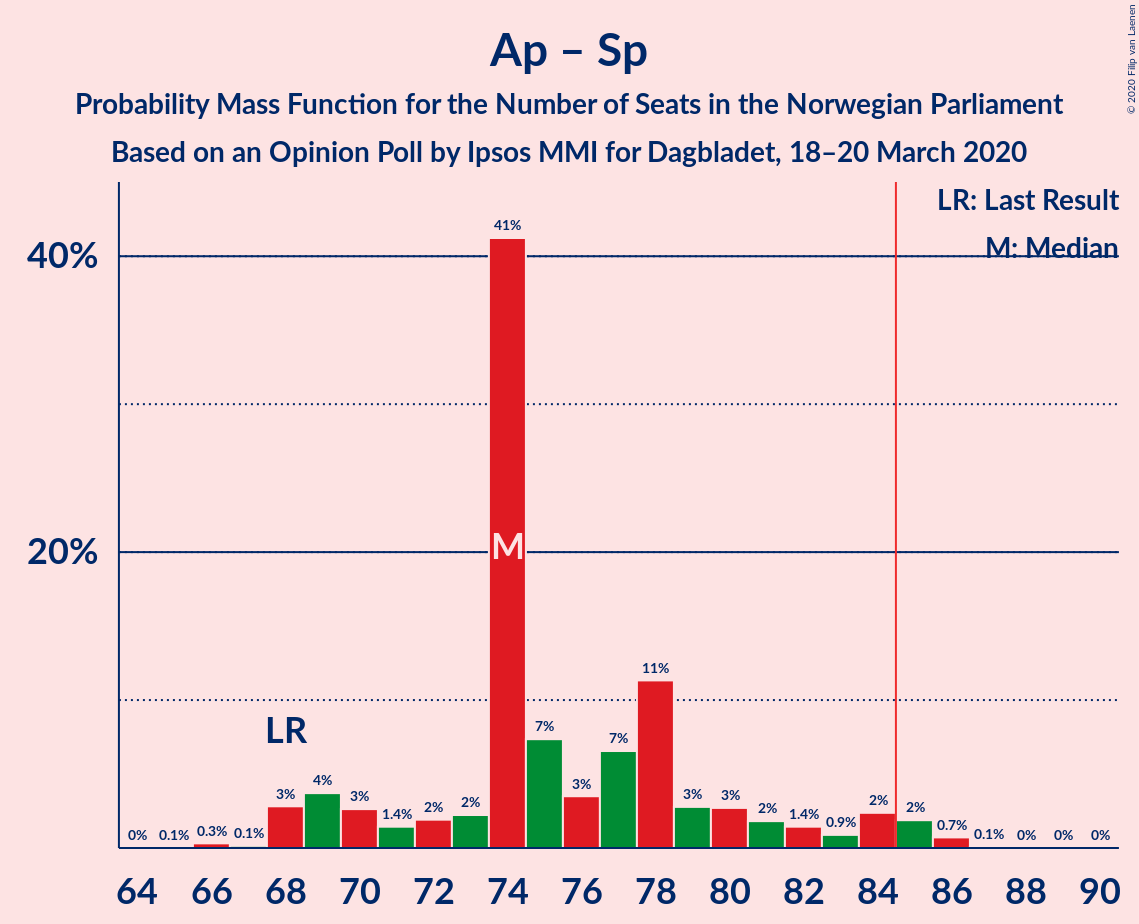 Ap – Sp
Probability Mass Function for the Number of Seats in the Norwegian Parliament
Based on an Opinion Poll by Ipsos MMI for Dagbladet, 18–20 March 2020
© 2020 Filip van Laenen
LR: Last Result
M: Median
40%
20%
LR
M
0% 0.1% 0.3% 0.1% 3% 4% 3% 1.4% 2% 2% 41% 7% 3% 7% 11% 3% 3% 2% 1.4% 0.9% 2% 2% 0.7% 0.1% 0% 0% 0%
64 66 68 70 72 74 76 78 80 82 84 86 88 90